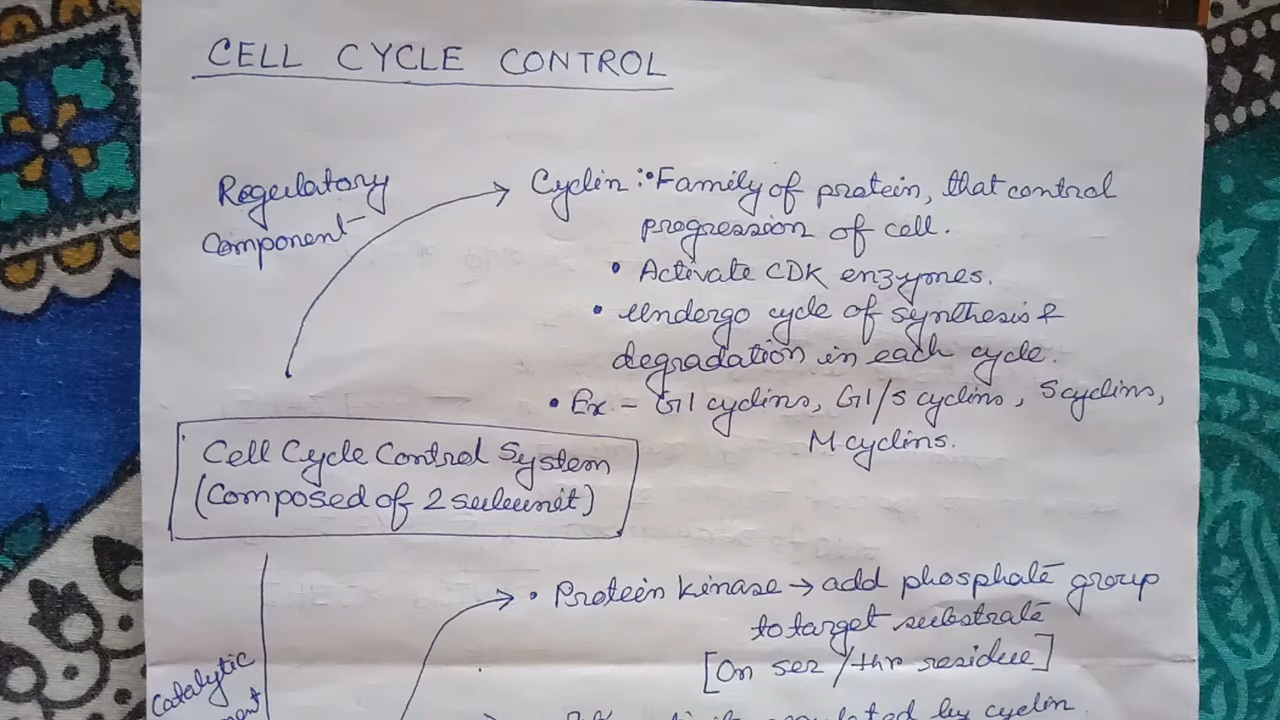 CELL CYCLE CONTROL
Regulatory
Component
Cyclin :• Family of protein, that control
progression of cell.
• Activate CDK enzymes.
• Undergo cycle of synthesis &
degradation in each cycle.
• Ex - G1 cyclins, G1/S cyclins, S cyclins,
M cyclins.
Cell Cycle Control System
(Composed of 2 subunit)
• Protein kinase → add phosphate group
to target substrate
[On ser/thr residue]
Catalytic
by cyclin